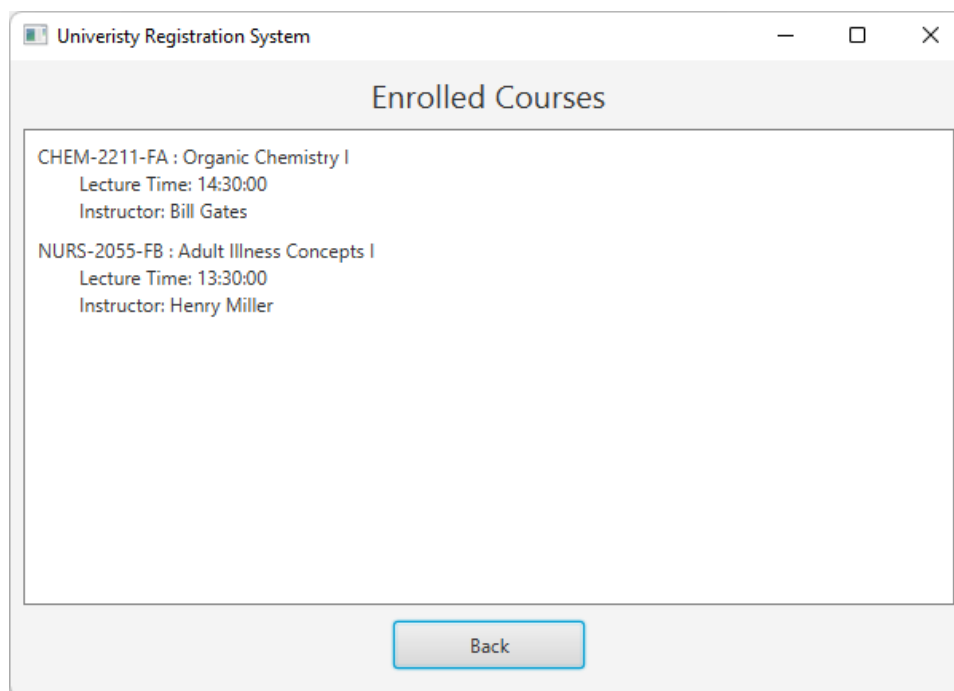 Univeristy Registration System
Enrolled Courses
CHEM-2211-FA : Organic Chemistry I
Lecture Time: 14:30:00
Instructor: Bill Gates
NURS-2055-FB : Adult Illness Concepts I
Lecture Time: 13:30:00
Instructor: Henry Miller
Back